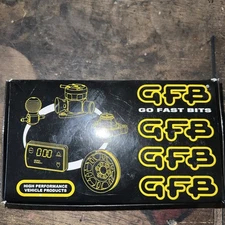 GFB
GO FAST BITS
GFB
GFB
GFB
HIGH PERFORMANCE
VEHICLE PRODUCTS